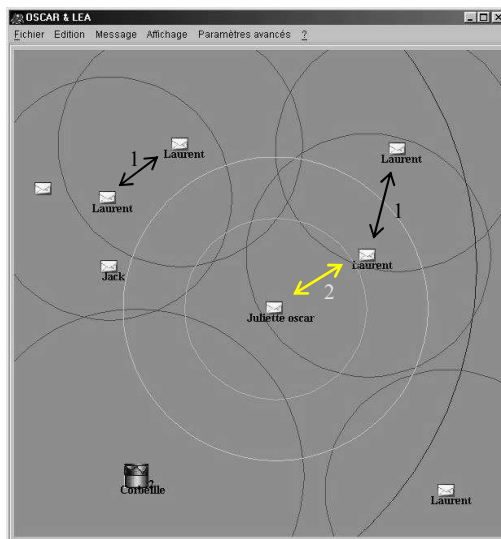 OSCAR & LEA
Fichier Edition Message Affichage Paramètres avancés ?
Laurent
1
Laurent
Laurent
1
Laurent
Jack
2
Juliette oscar
Corbeille
Laurent